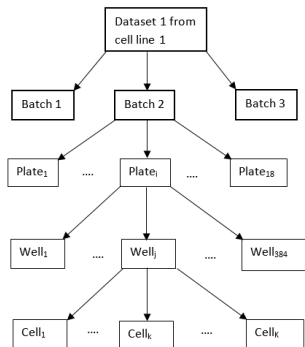 Dataset 1 from
cell line 1
Batch 1 Batch 2 Batch 3
Plate₁ .... Plateᵢ .... Plate₁₈
Well₁ .... Wellⱼ .... Well₃₈₄
Cell₁ .... Cellₖ .... Cell_K